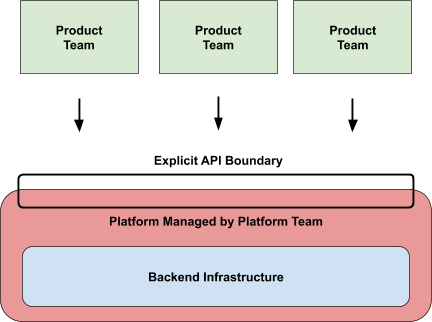 Product
Team
Product
Team
Product
Team
Explicit API Boundary
Platform Managed by Platform Team
Backend Infrastructure